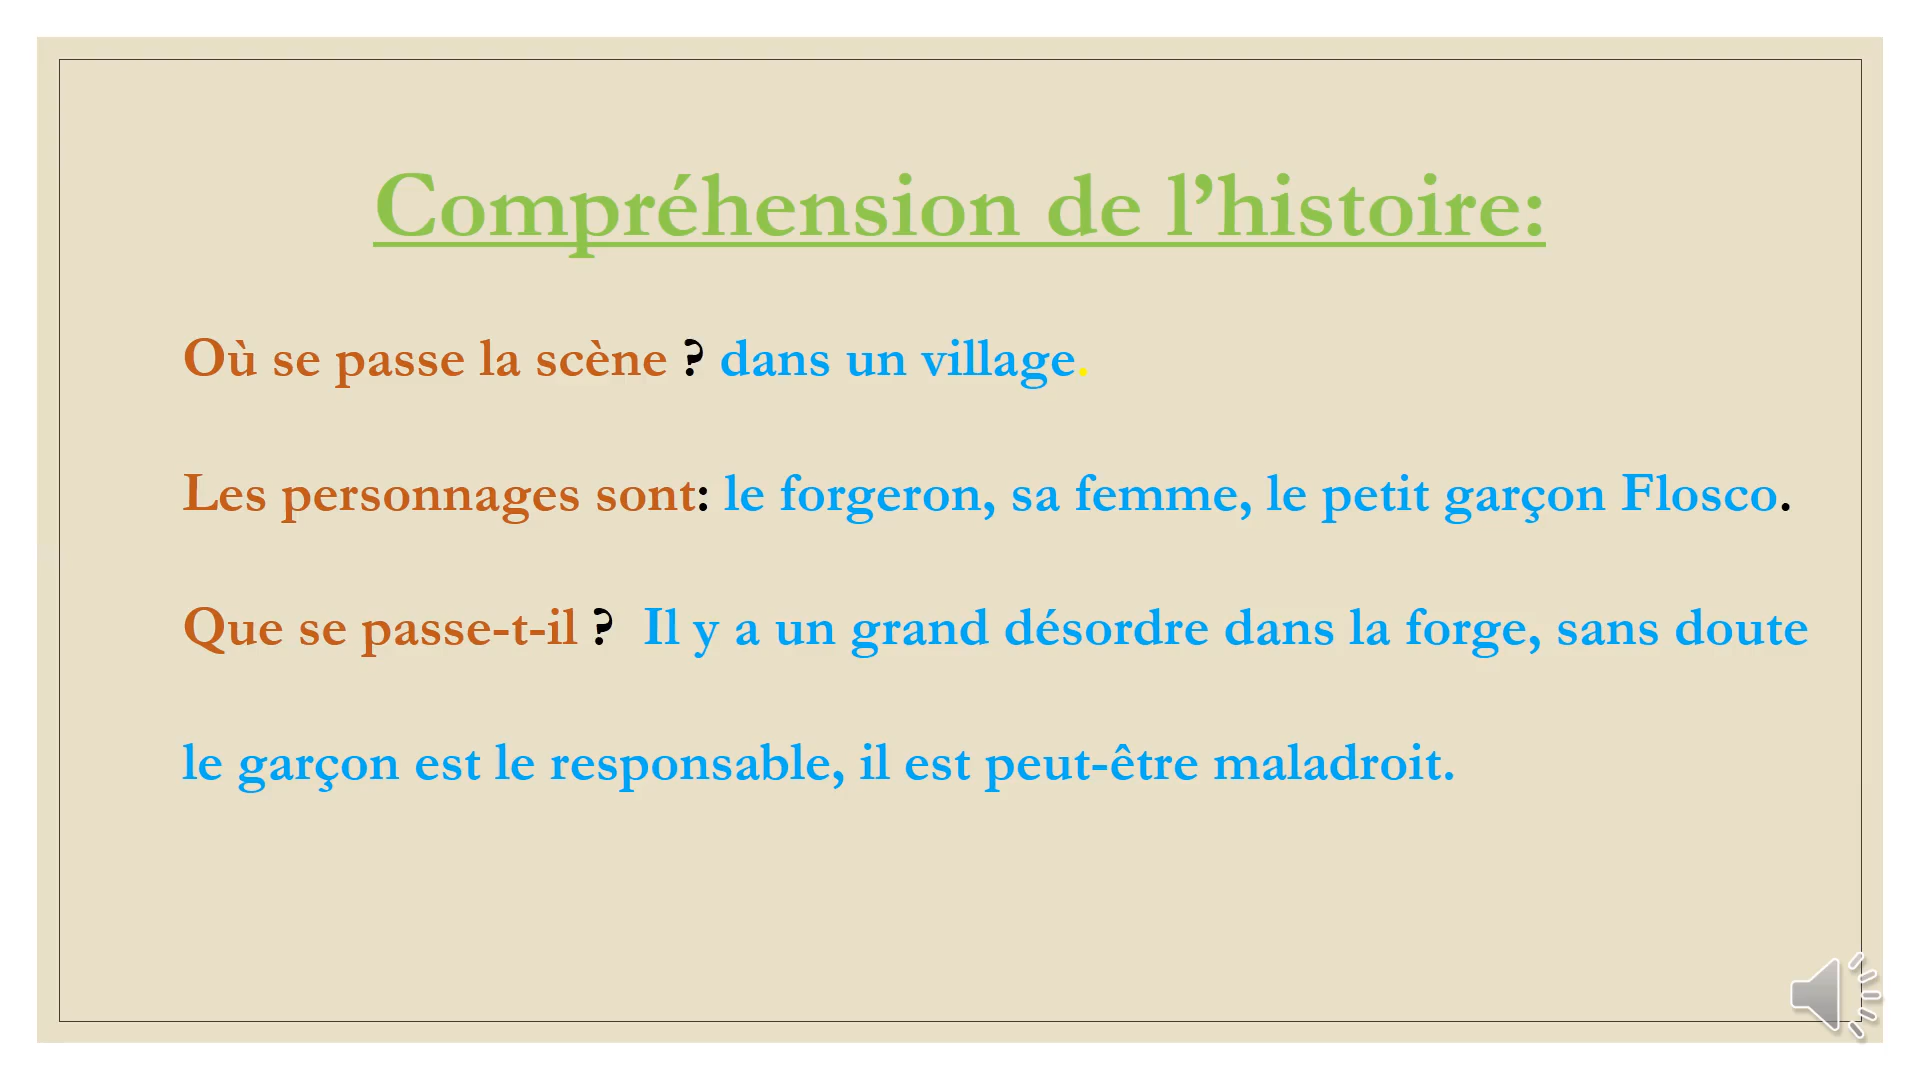 Compréhension de l’histoire:
Où se passe la scène ? dans un village.
Les personnages sont: le forgeron, sa femme, le petit garçon Flosco.
Que se passe-t-il ?  Il y a un grand désordre dans la forge, sans doute
le garçon est le responsable, il est peut-être maladroit.